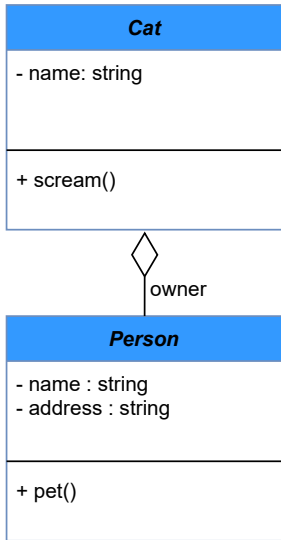 Cat
- name: string
+ scream()
owner
Person
- name : string
- address : string
+ pet()